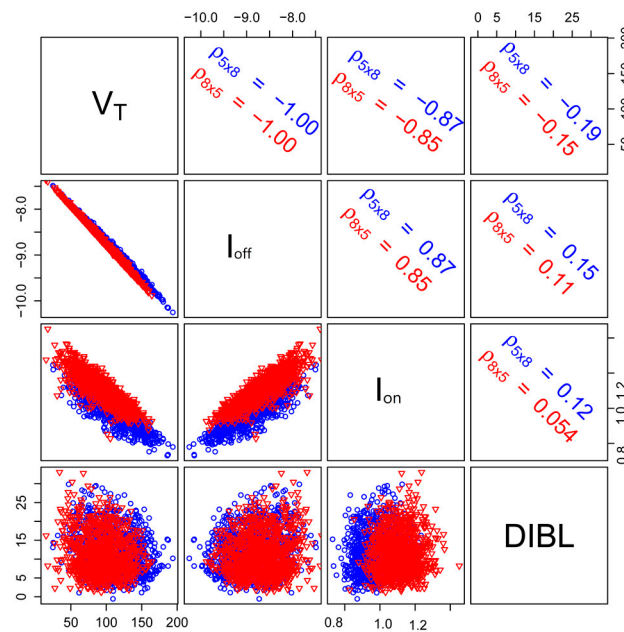 −10.0 −9.0 −8.0
0 5 15 25
V_T
ρ5x8 = −1.00
ρ8x5 = −1.00
ρ5x8 = −0.87
ρ8x5 = −0.85
ρ5x8 = −0.19
ρ8x5 = −0.15
50 100 150 200
−8.0
−9.0
−10.0
I_off
ρ5x8 = 0.87
ρ8x5 = 0.85
ρ5x8 = 0.15
ρ8x5 = 0.11
I_on
ρ5x8 = 0.12
ρ8x5 = 0.054
0.8 1.0 1.2
25
15
10
5
0
DIBL
50 100 150 200
0.8 1.0 1.2